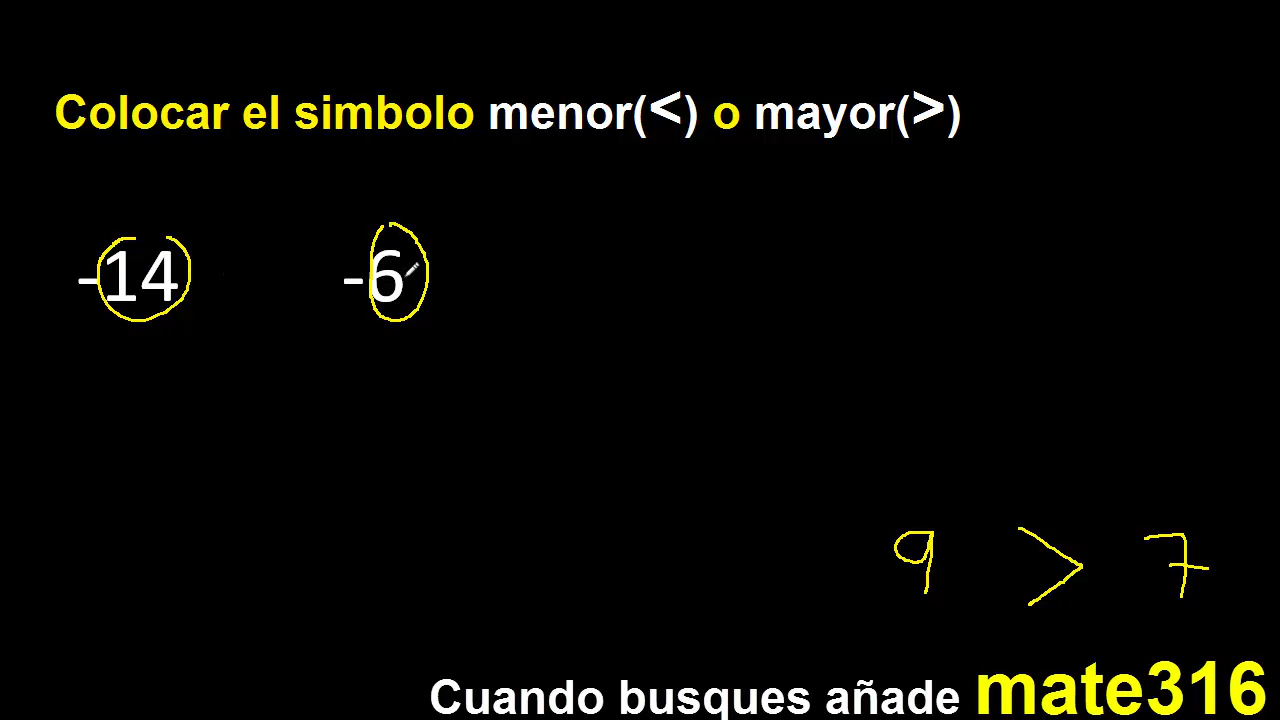 Colocar el simbolo menor(<) o mayor(>)
-14 -6
9 > 7
Cuando busques añade mate316